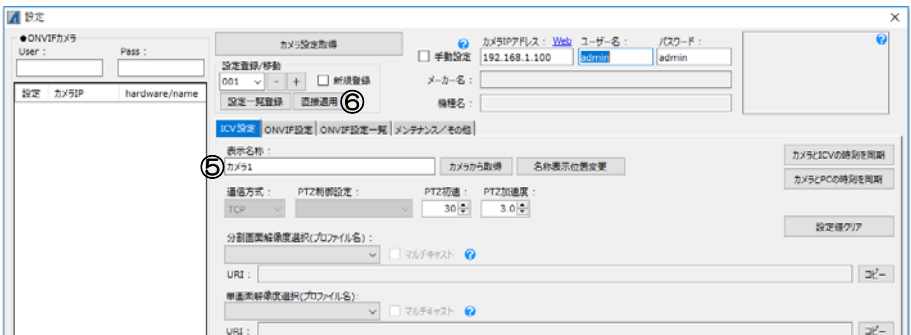 設定
●ONVIFカメラ
User :
Pass :
設定 カメラIP hardware/name
カメラ設定取得
設定登録/移動
001 - + 新規登録
設定一覧登録 直接適用 ⑥
手動設定
カメラIPアドレス : Web ユーザー名 : パスワード :
192.168.1.100 admin admin
メーカー名 :
機種名 :
ICV設定 ONVIF設定 ONVIF設定一覧 メンテナンス/その他
表示名称 :
⑤ カメラ1 カメラから取得 名称表示位置変更
通信方式 : PTZ制御設定 : PTZ初速 : PTZ加速度 :
TCP 30 3.0
分割画面解像度選択(プロファイル名) :
マルチキャスト
URI : コピー
単画面解像度選択(プロファイル名):
マルチキャスト
URI : コピー
カメラとICVの時刻を同期
カメラとPCの時刻を同期
設定値クリア